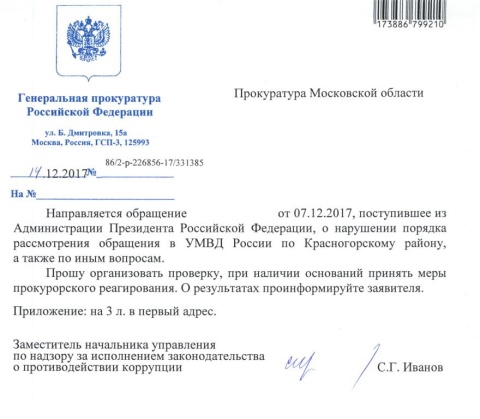 173886799210
Генеральная прокуратура
Российской Федерации
ул. Б. Дмитровка, 15а
Москва, Россия, ГСП-3, 125993
86/2-р-226856-17/331385
14.12.2017 №
На №
Прокуратура Московской области
Направляется обращение от 07.12.2017, поступившее из
Администрации Президента Российской Федерации, о нарушении порядка
рассмотрения обращения в УМВД России по Красногорскому району,
а также по иным вопросам.
Прошу организовать проверку, при наличии оснований принять меры
прокурорского реагирования. О результатах проинформируйте заявителя.
Приложение: на 3 л. в первый адрес.
Заместитель начальника управления
по надзору за исполнением законодательства
о противодействии коррупции
С.Г. Иванов